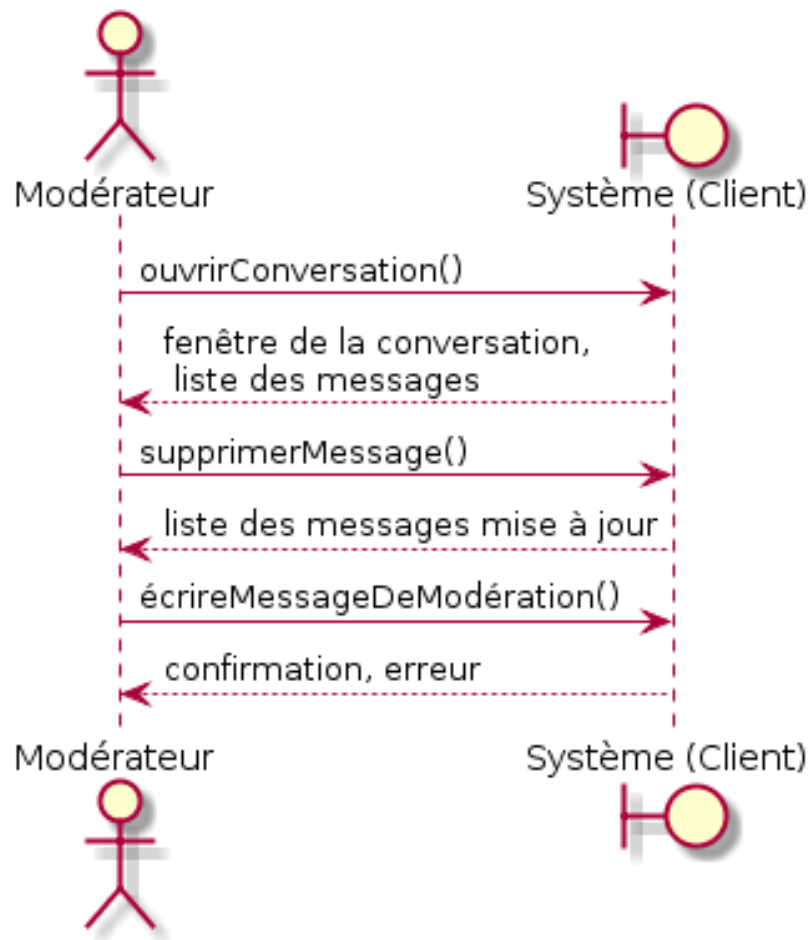 Modérateur
Système (Client)
ouvrirConversation()
fenêtre de la conversation,
liste des messages
supprimerMessage()
liste des messages mise à jour
écrireMessageDeModération()
confirmation, erreur
Modérateur
Système (Client)